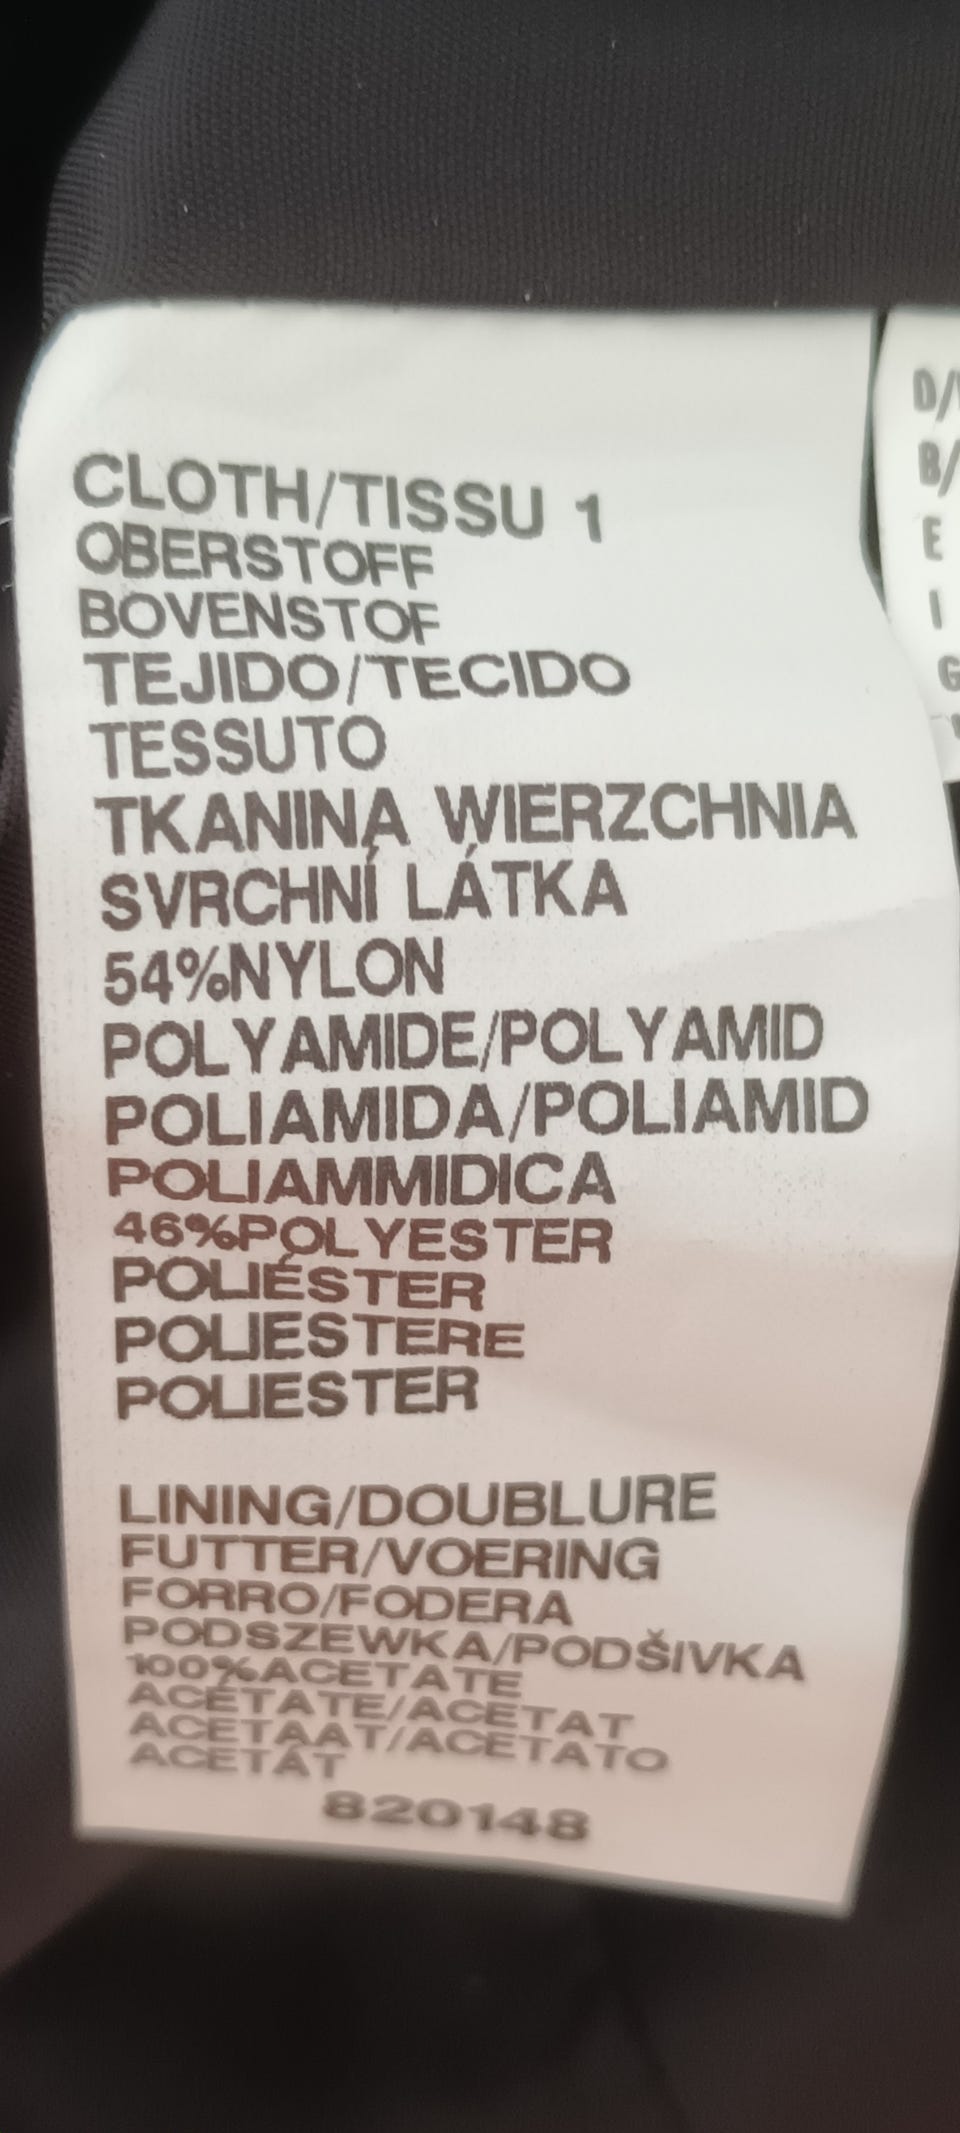 CLOTH/TISSU 1
OBERSTOFF
BOVENSTOF
TEJIDO/TECIDO
TESSUTO
TKANINA WIERZCHNIA
SVRCHNÍ LÁTKA
54%NYLON
POLYAMIDE/POLYAMID
POLIAMIDA/POLIAMID
POLIAMMIDICA
46%POLYESTER
POLIÉSTER
POLIESTERE
POLIESTER
LINING/DOUBLURE
FUTTER/VOERING
FORRO/FODERA
PODSZEWKA/PODŠIVKA
100%ACETATE
ACÉTATE/ACETAT
ACETAAT/ACETATO
ACETÁT
820148
D/
B/
E
I
G